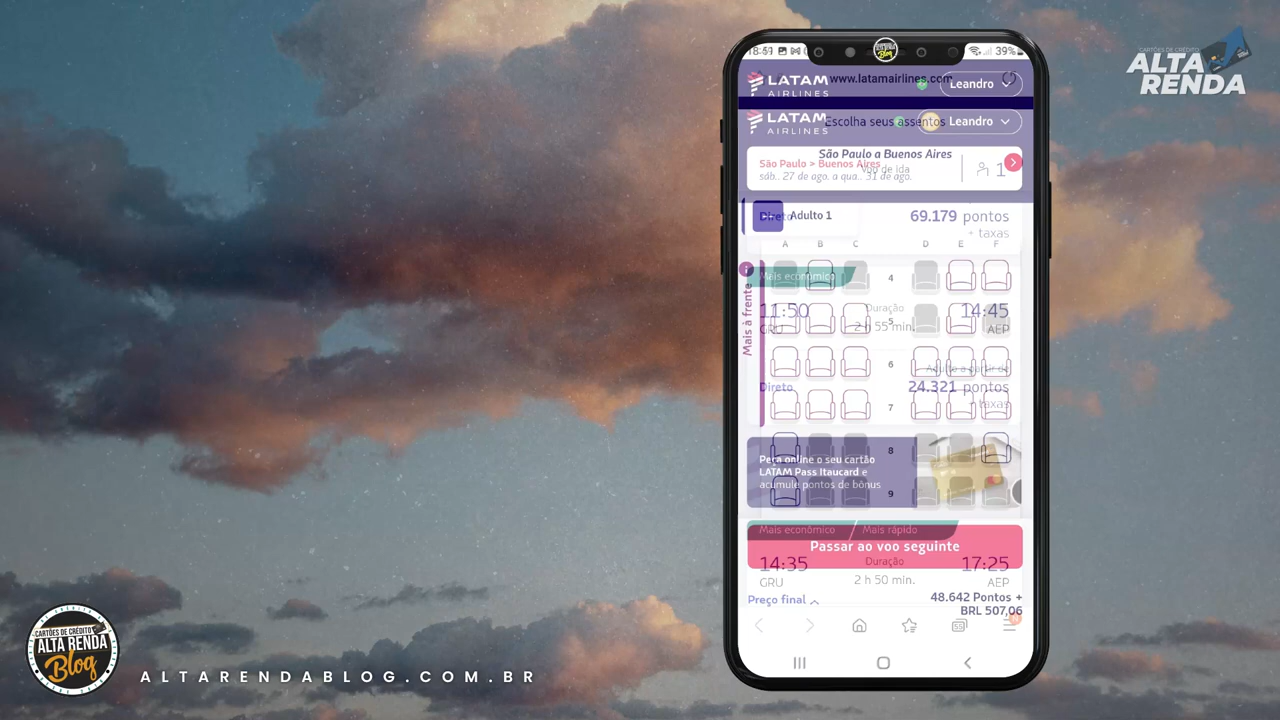 18:59
39%
LATAM
AIRLINES
www.latamairlines.com
Leandro
LATAM
AIRLINES
Escolha seus assentos
Leandro
São Paulo a Buenos Aires
São Paulo > Buenos Aires
Voo de ida
sáb., 27 de ago. a qua., 31 de ago.
1
Direto
Adulto 1
69.179 pontos
+ taxas
A B C D E F
Mais econômico
4
Mais à frente
11:50
Duração
14:45
5
GRU
2 h 55 min.
AEP
6
Adulto a partir de
Direto
24.321 pontos
+ taxas
7
8
Peça online o seu cartão
LATAM Pass Itaucard e
acumule pontos de bônus
9
Mais econômico / Mais rápido
Passar ao voo seguinte
14:35
Duração
17:25
GRU
2 h 50 min.
AEP
Preço final
48.642 Pontos +
BRL 507,06
CARTÕES DE CRÉDITO
ALTA
RENDA
CARTÕES DE CRÉDITO
ALTA RENDA
Blog
ALTARENDABLOG.COM.BR